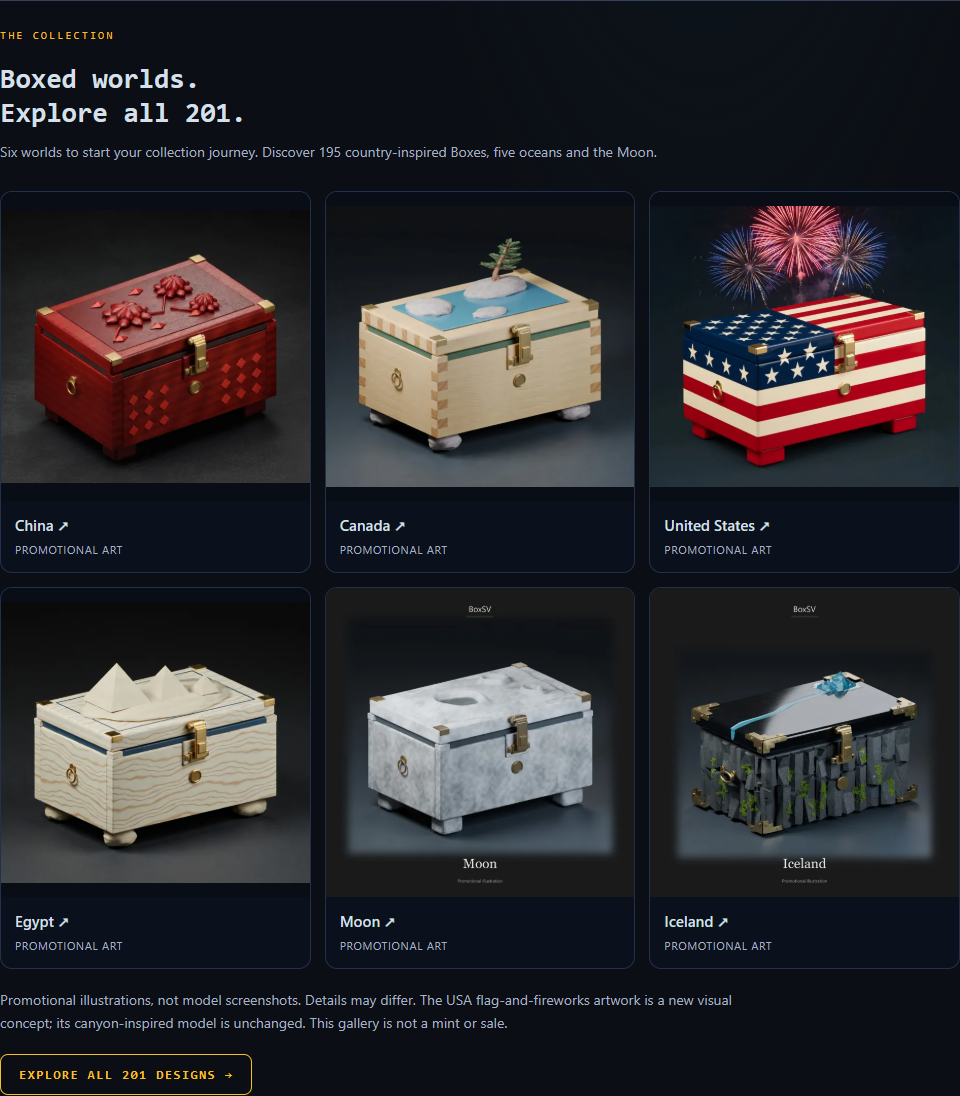 THE COLLECTION
Boxed worlds.
Explore all 201.
Six worlds to start your collection journey. Discover 195 country-inspired Boxes, five oceans and the Moon.
China ↗
PROMOTIONAL ART
Canada ↗
PROMOTIONAL ART
United States ↗
PROMOTIONAL ART
Egypt ↗
PROMOTIONAL ART
BoxSV
Moon
Promotional illustration
Moon ↗
PROMOTIONAL ART
BoxSV
Iceland
Promotional illustration
Iceland ↗
PROMOTIONAL ART
Promotional illustrations, not model screenshots. Details may differ. The USA flag-and-fireworks artwork is a new visual
concept; its canyon-inspired model is unchanged. This gallery is not a mint or sale.
EXPLORE ALL 201 DESIGNS →